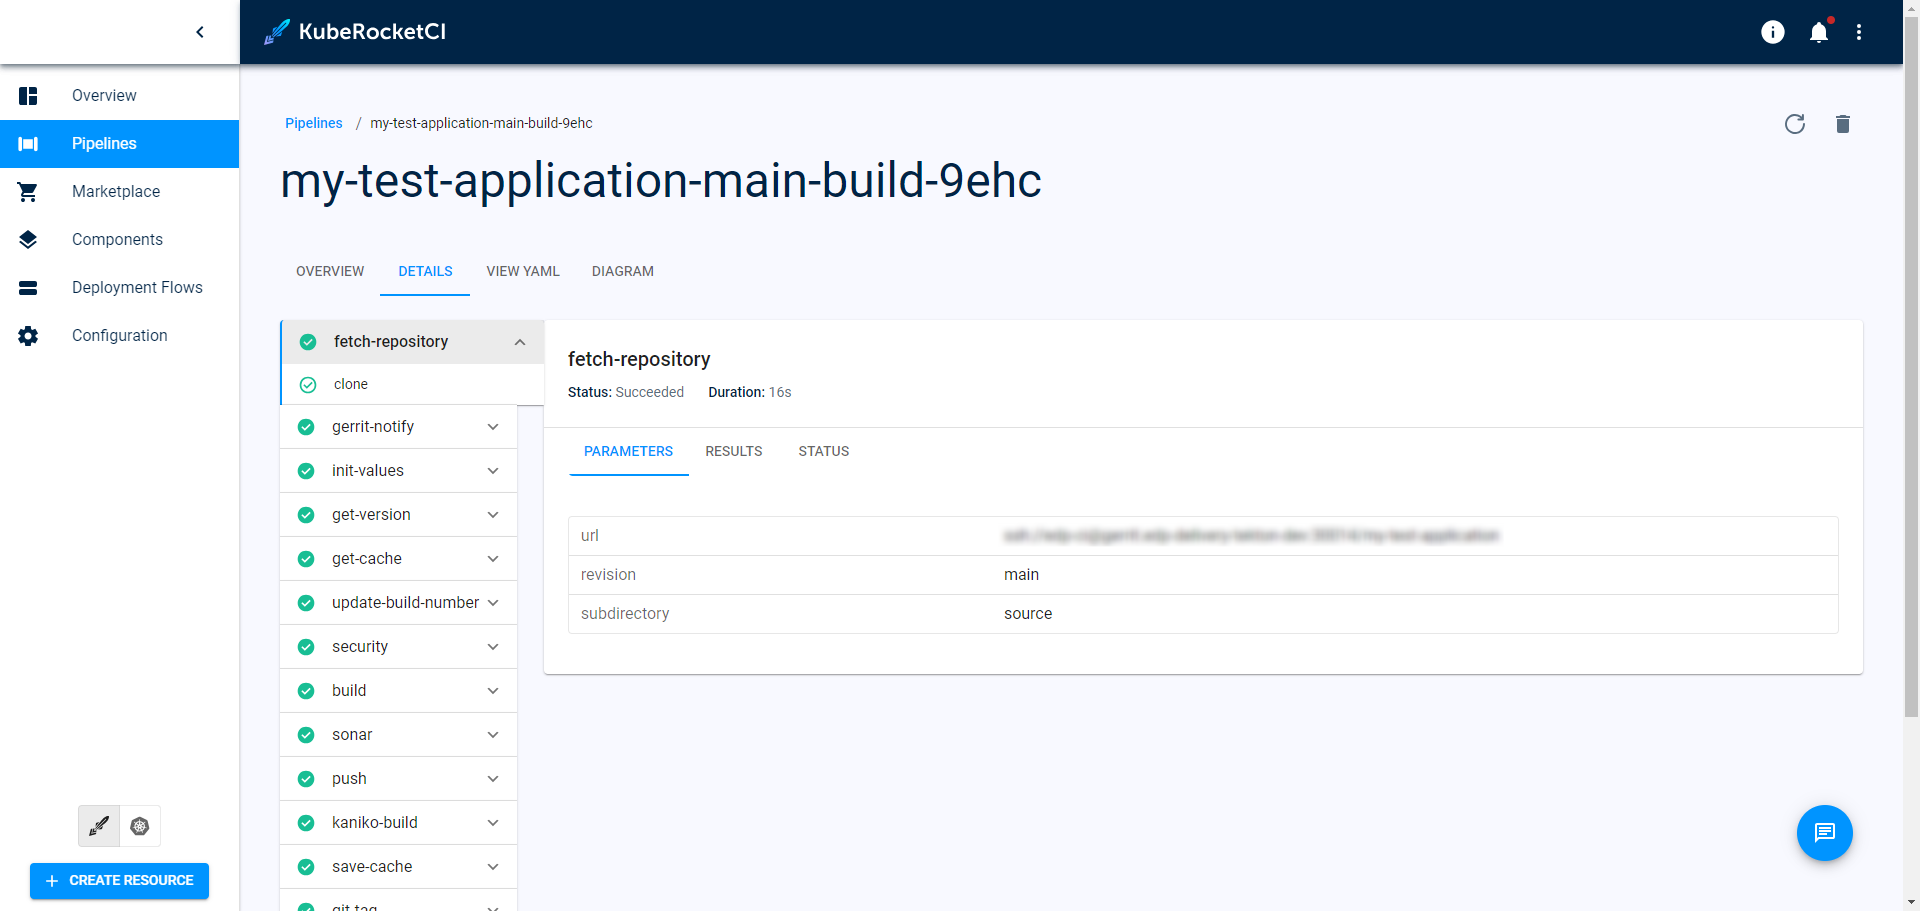 KubeRocketCI
Overview
Pipelines
Marketplace
Components
Deployment Flows
Configuration
CREATE RESOURCE
Pipelines / my-test-application-main-build-9ehc
my-test-application-main-build-9ehc
OVERVIEW DETAILS VIEW YAML DIAGRAM
fetch-repository
clone
gerrit-notify
init-values
get-version
get-cache
update-build-number
security
build
sonar
push
kaniko-build
save-cache
git-tag
fetch-repository
Status: Succeeded Duration: 16s
PARAMETERS RESULTS STATUS
url
revision main
subdirectory source